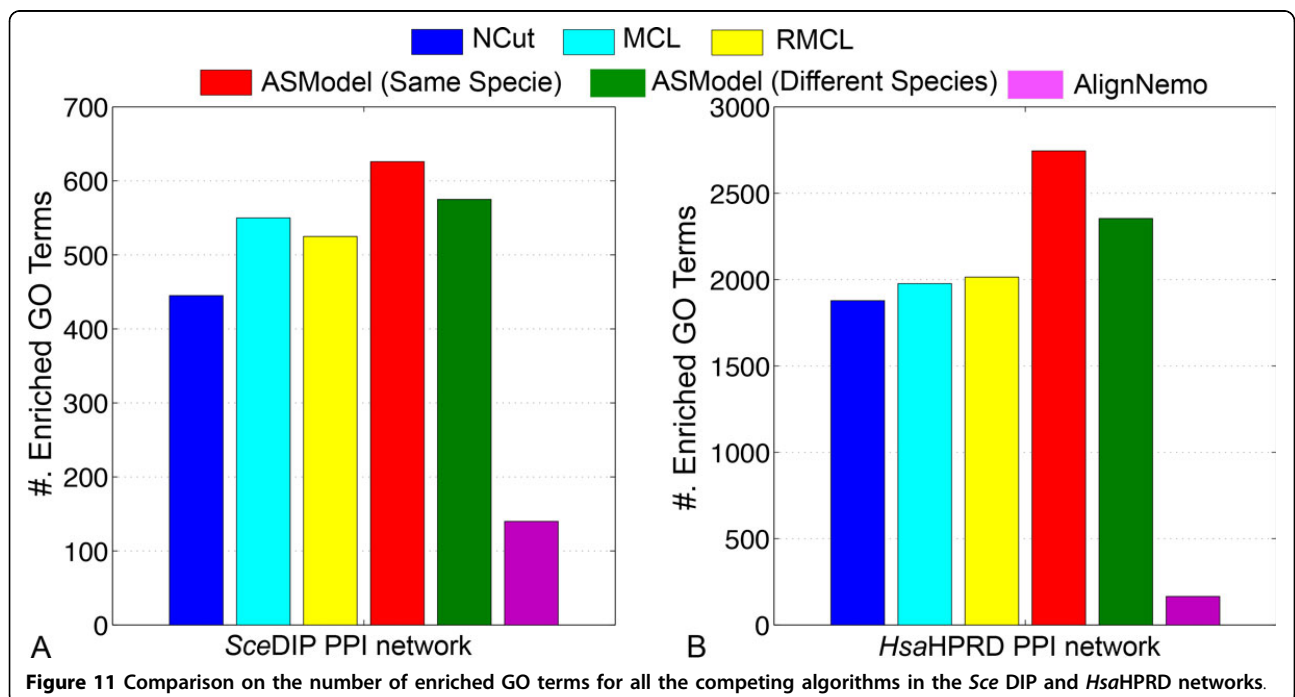 NCut MCL RMCL
ASModel (Same Specie) ASModel (Different Species) AlignNemo
700
600
500
400
300
200
100
0
#. Enriched GO Terms
A
SceDIP PPI network
3000
2500
2000
1500
1000
500
0
#. Enriched GO Terms
B
HsaHPRD PPI network
Figure 11 Comparison on the number of enriched GO terms for all the competing algorithms in the Sce DIP and HsaHPRD networks.